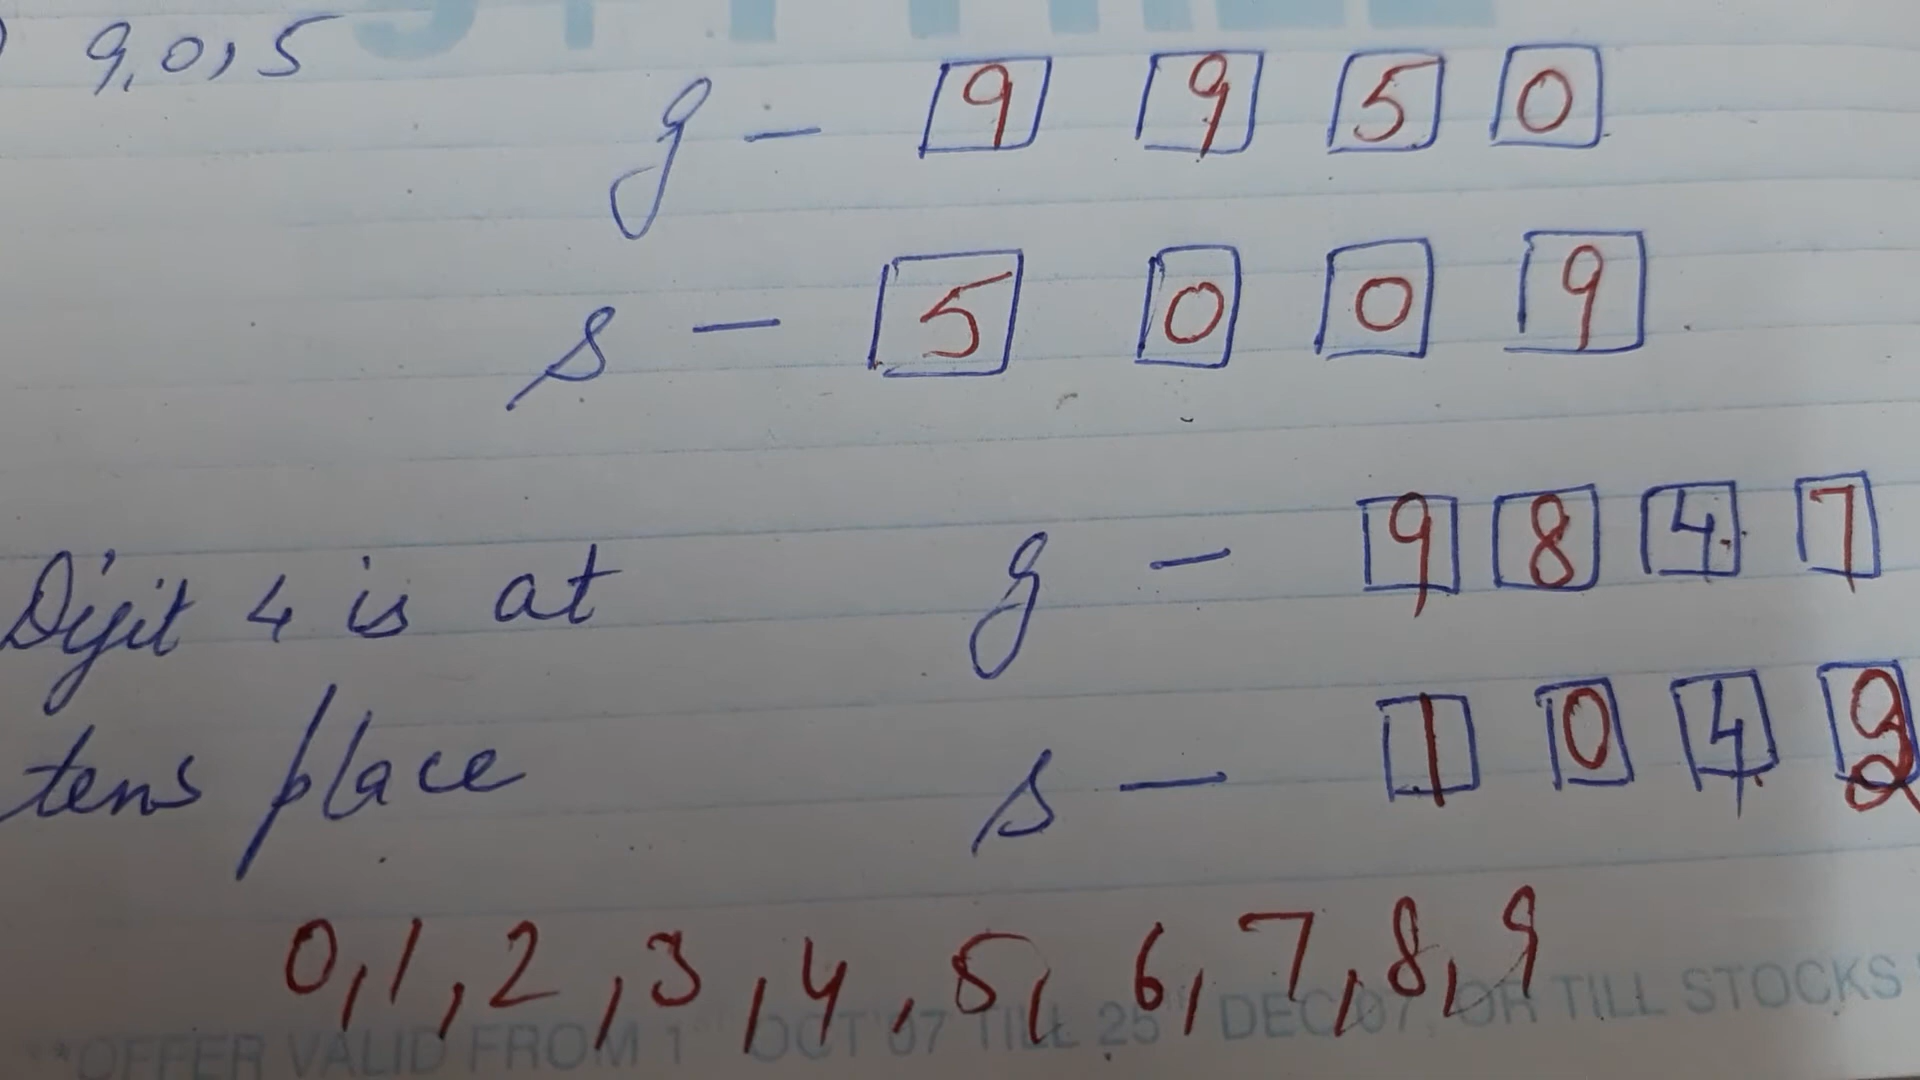 ) 9,0,5
g - 9 9 5 0
s - 5 0 0 9
Digit 4 is at g - 9 8 4 7
tens place s - 1 0 4 2
0,1,2,3,4,5,6,7,8,9
*OFFER VALID FROM 1 OCT'07 TILL 25 DEC'07, OR TILL STOCKS